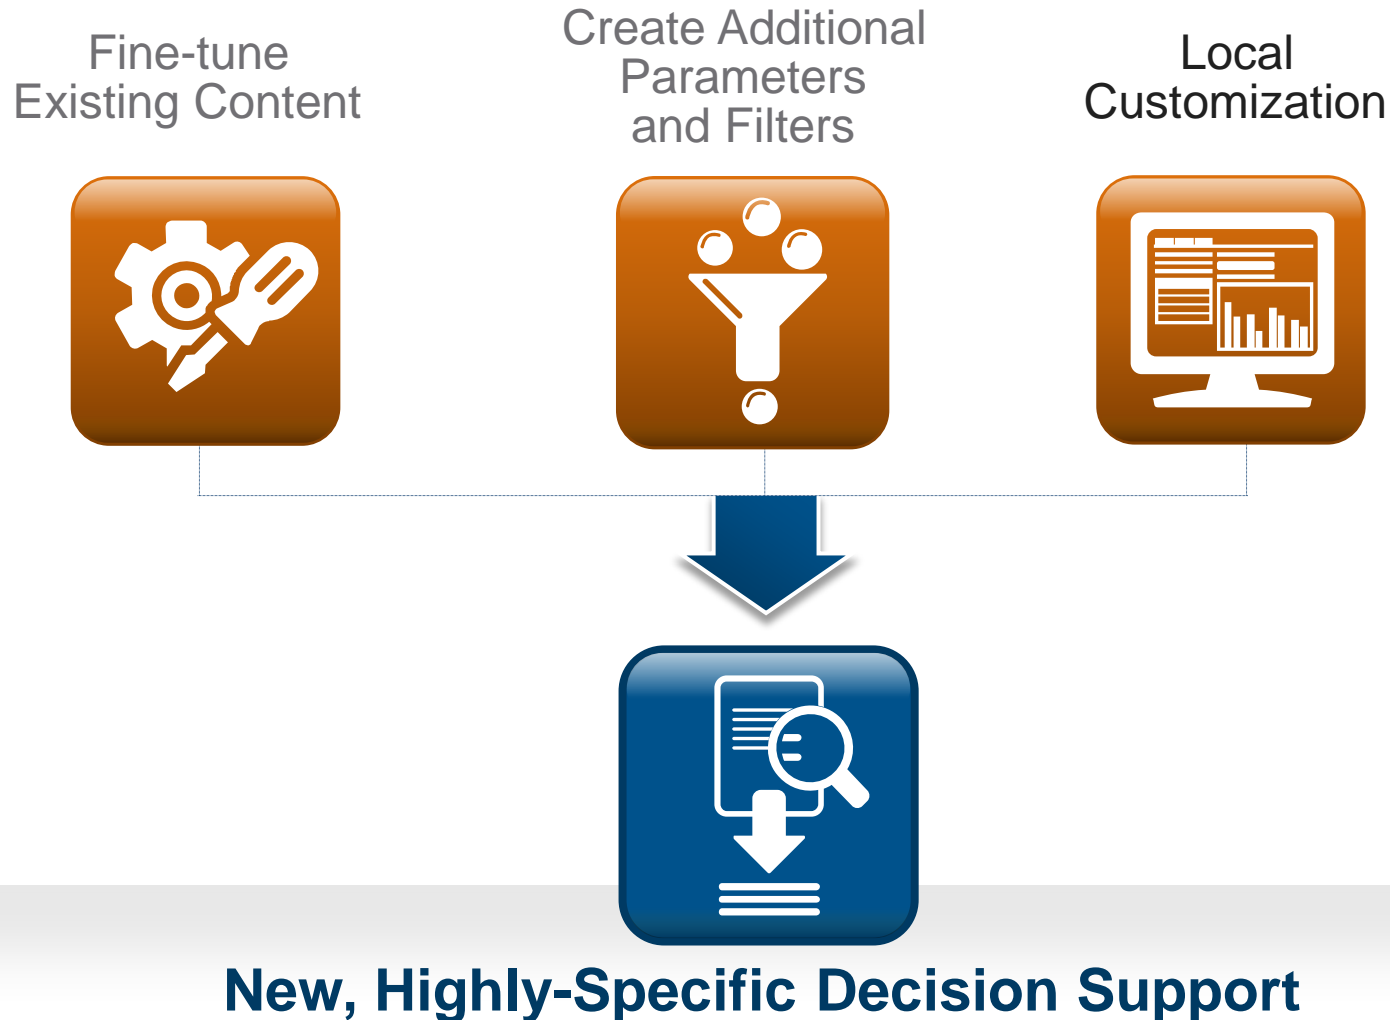 Fine-tune
Existing Content
Create Additional
Parameters
and Filters
Local
Customization
New, Highly-Specific Decision Support